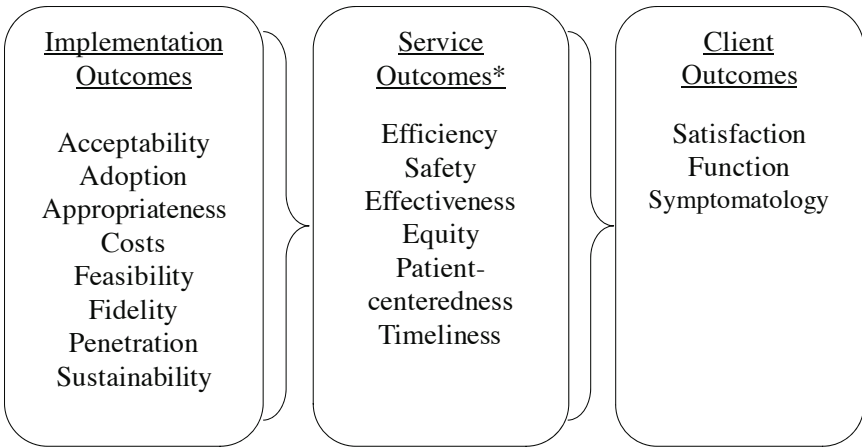 Implementation
Outcomes
Acceptability
Adoption
Appropriateness
Costs
Feasibility
Fidelity
Penetration
Sustainability
Service
Outcomes*
Efficiency
Safety
Effectiveness
Equity
Patient-
centeredness
Timeliness
Client
Outcomes
Satisfaction
Function
Symptomatology